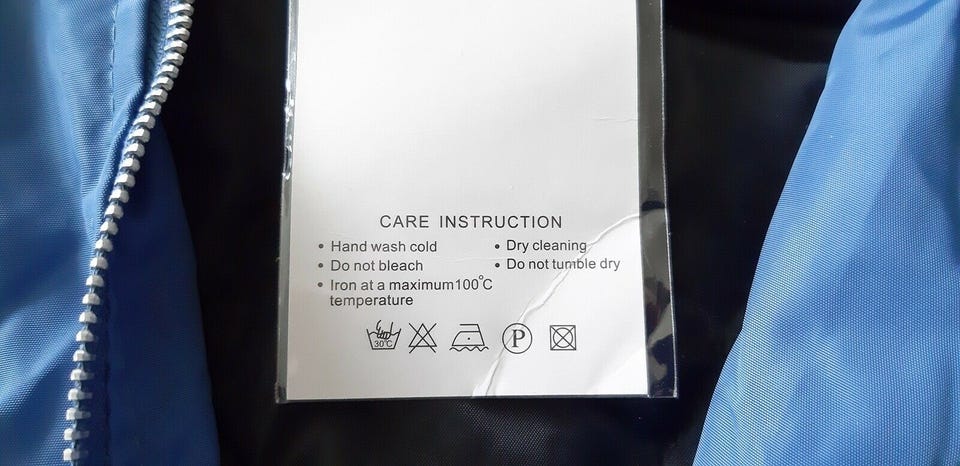 CARE INSTRUCTION
• Hand wash cold
• Do not bleach
• Iron at a maximum100°C
temperature
• Dry cleaning
• Do not tumble dry
30°C P